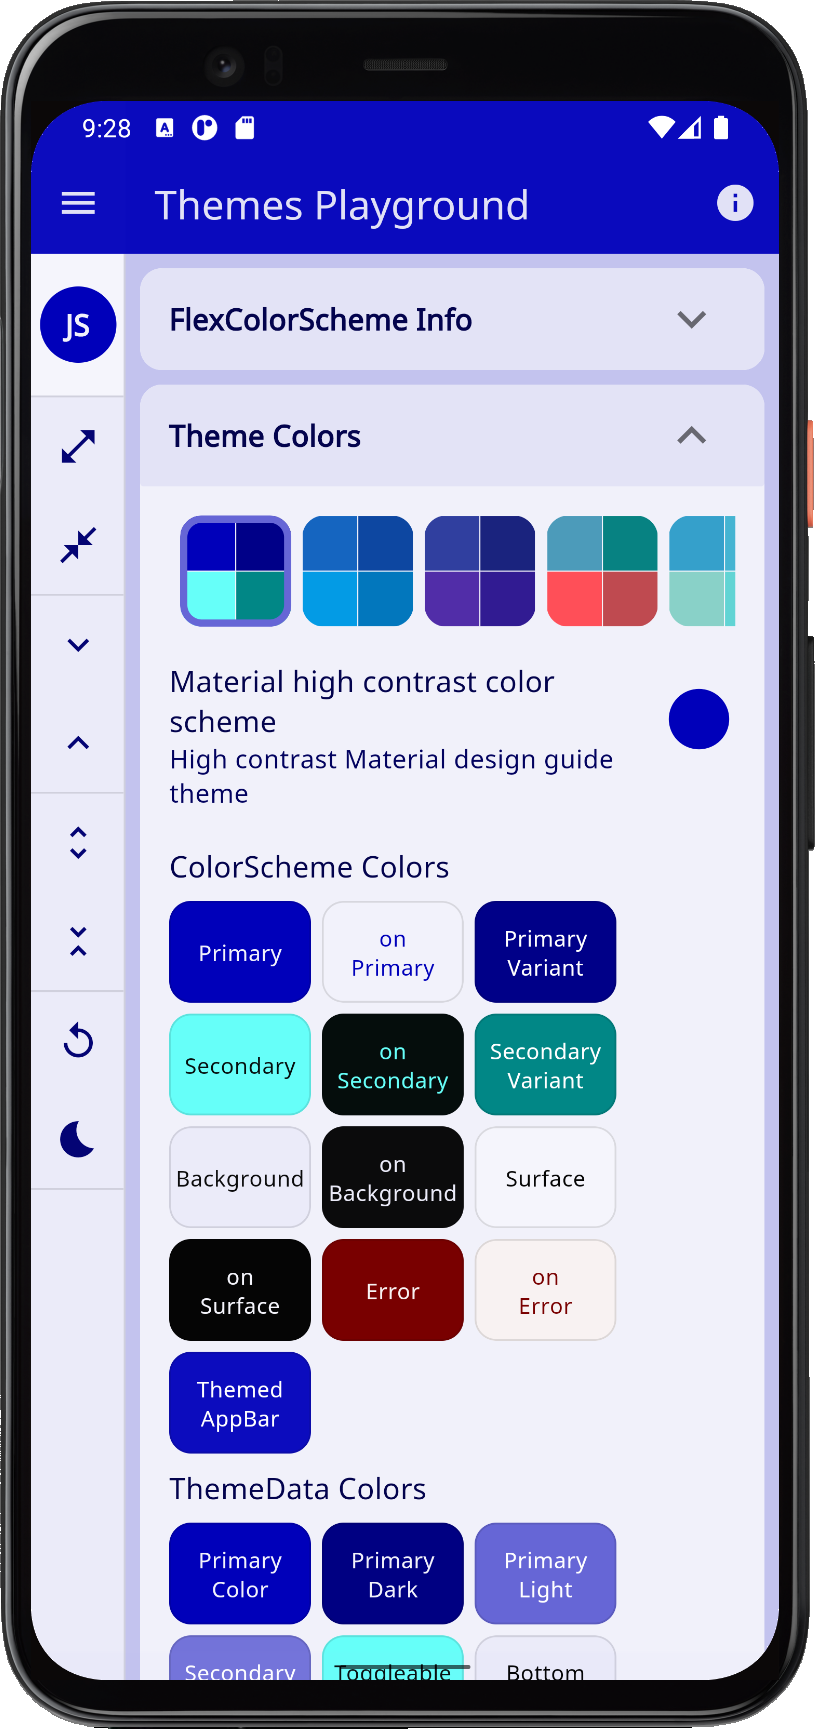 9:28
Themes Playground
JS
FlexColorScheme Info
Theme Colors
Material high contrast color
scheme
High contrast Material design guide
theme
ColorScheme Colors
Primary
on
Primary
Primary
Variant
Secondary
on
Secondary
Secondary
Variant
Background
on
Background
Surface
on
Surface
Error
on
Error
Themed
AppBar
ThemeData Colors
Primary
Color
Primary
Dark
Primary
Light
Secondary
Toggleable
Bottom